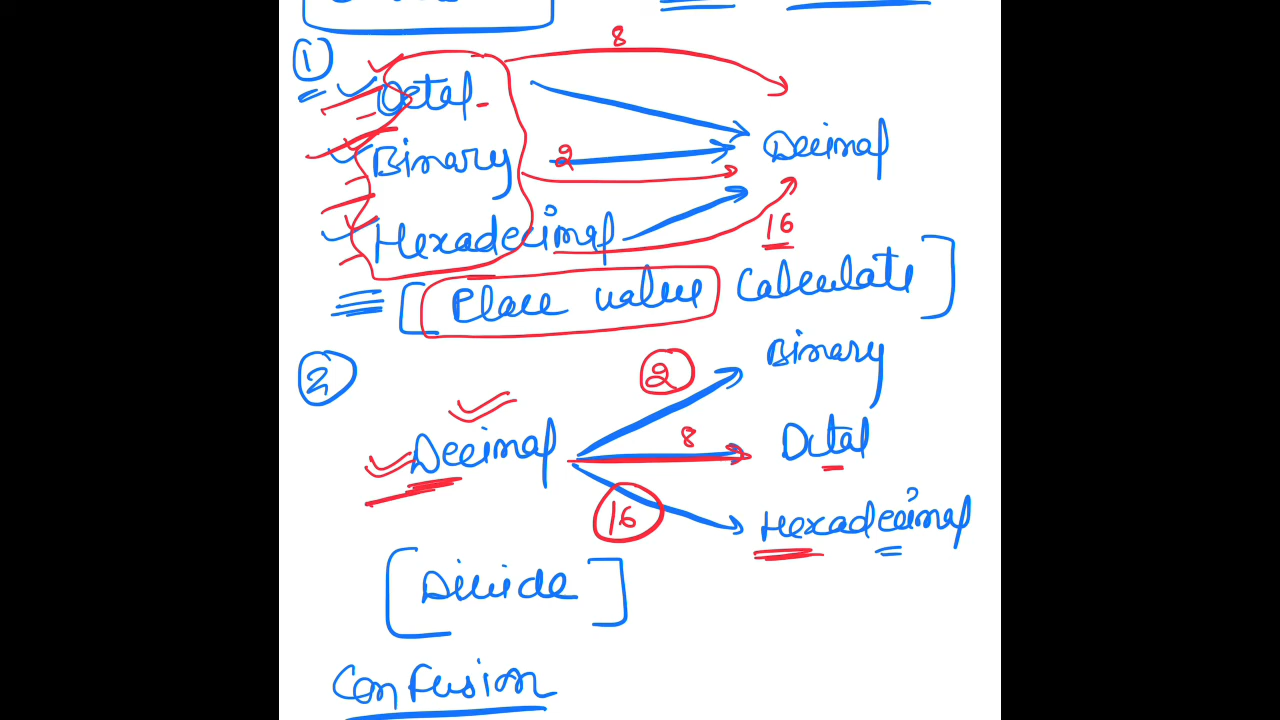 8
1
Octal
Decimal
Binary 2
16
Hexadecimal
[Place value Calculate]
Binary
2
2
8
Decimal
Octal
16
Hexadecimal
[Divide]
Confusion